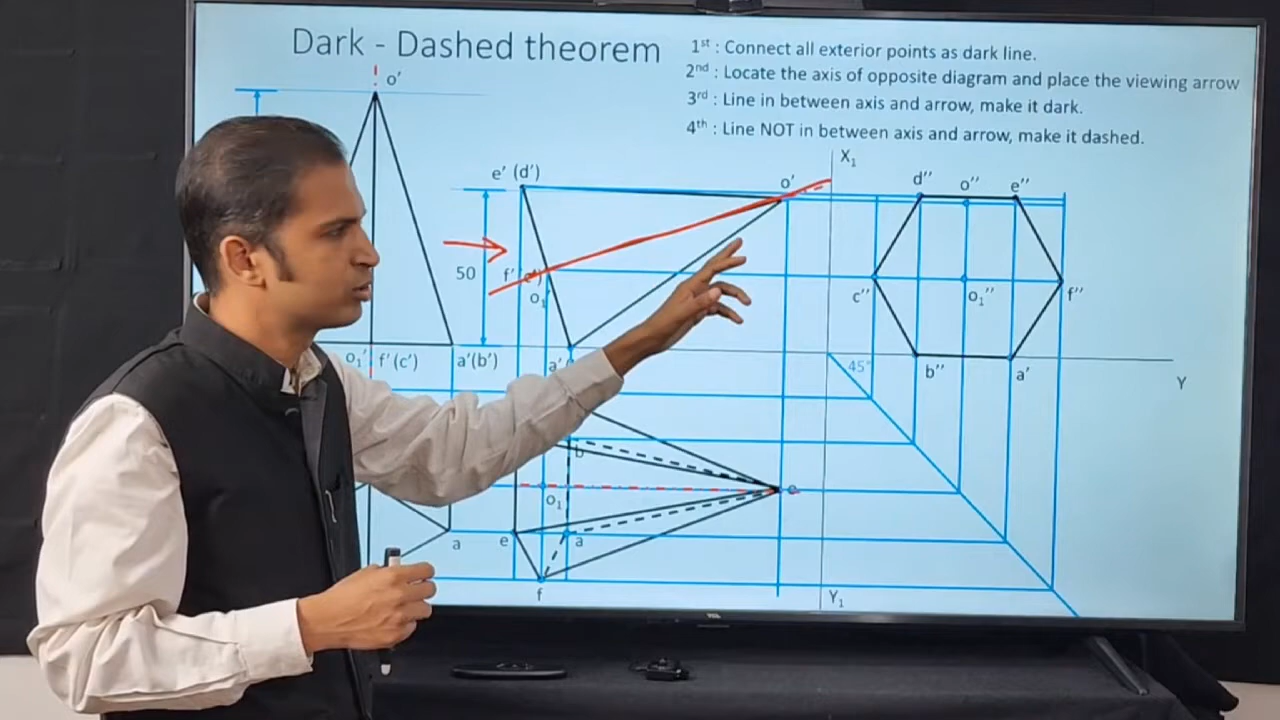 Dark - Dashed theorem
1st : Connect all exterior points as dark line.
2nd : Locate the axis of opposite diagram and place the viewing arrow
3rd : Line in between axis and arrow, make it dark.
4th : Line NOT in between axis and arrow, make it dashed.
o'
X1
e' (d')
o'
d''
o''
e''
50
f'
o1
c''
o1''
f''
o1'
f'(c')
a'(b')
a'
45°
b''
a'
Y
b
o1
o
a
e
a
f
Y1